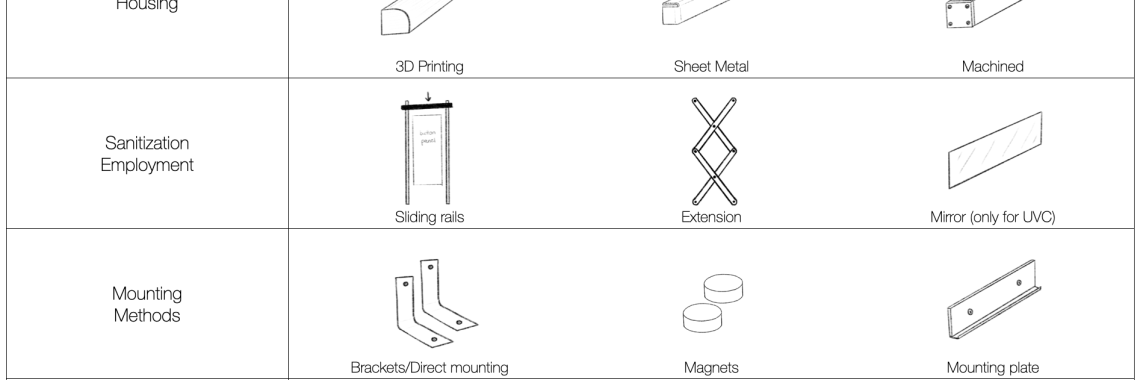 Housing
3D Printing
Sheet Metal
Machined
Sanitization
Employment
button
panel
Sliding rails
Extension
Mirror (only for UVC)
Mounting
Methods
Brackets/Direct mounting
Magnets
Mounting plate